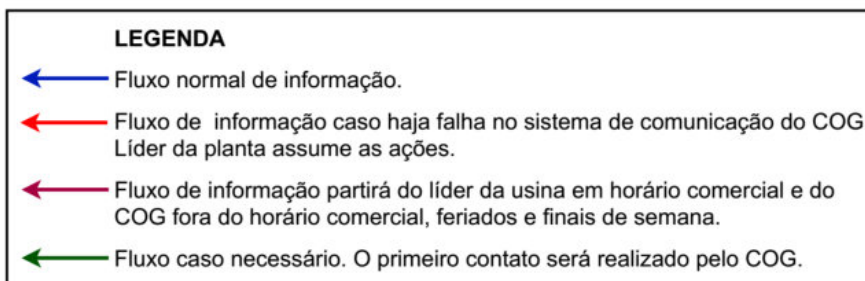 LEGENDA
Fluxo normal de informação.
Fluxo de informação caso haja falha no sistema de comunicação do COG
Líder da planta assume as ações.
Fluxo de informação partirá do líder da usina em horário comercial e do
COG fora do horário comercial, feriados e finais de semana.
Fluxo caso necessário. O primeiro contato será realizado pelo COG.